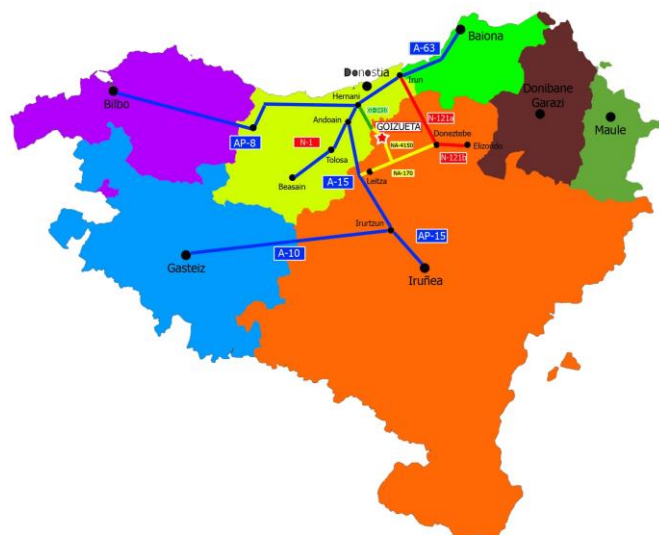 A-63
Baiona
Donostia
Irun
Bilbo
Hernani
Donibane
Garazi
Maule
Andoain
GOIZUETA
N-121a
Doneztebe
AP-8
N-1
NA-4150
Elizondo
N-121b
Tolosa
NA-170
Beasain
A-15
Leitza
Irurtzun
AP-15
A-10
Gasteiz
Iruñea